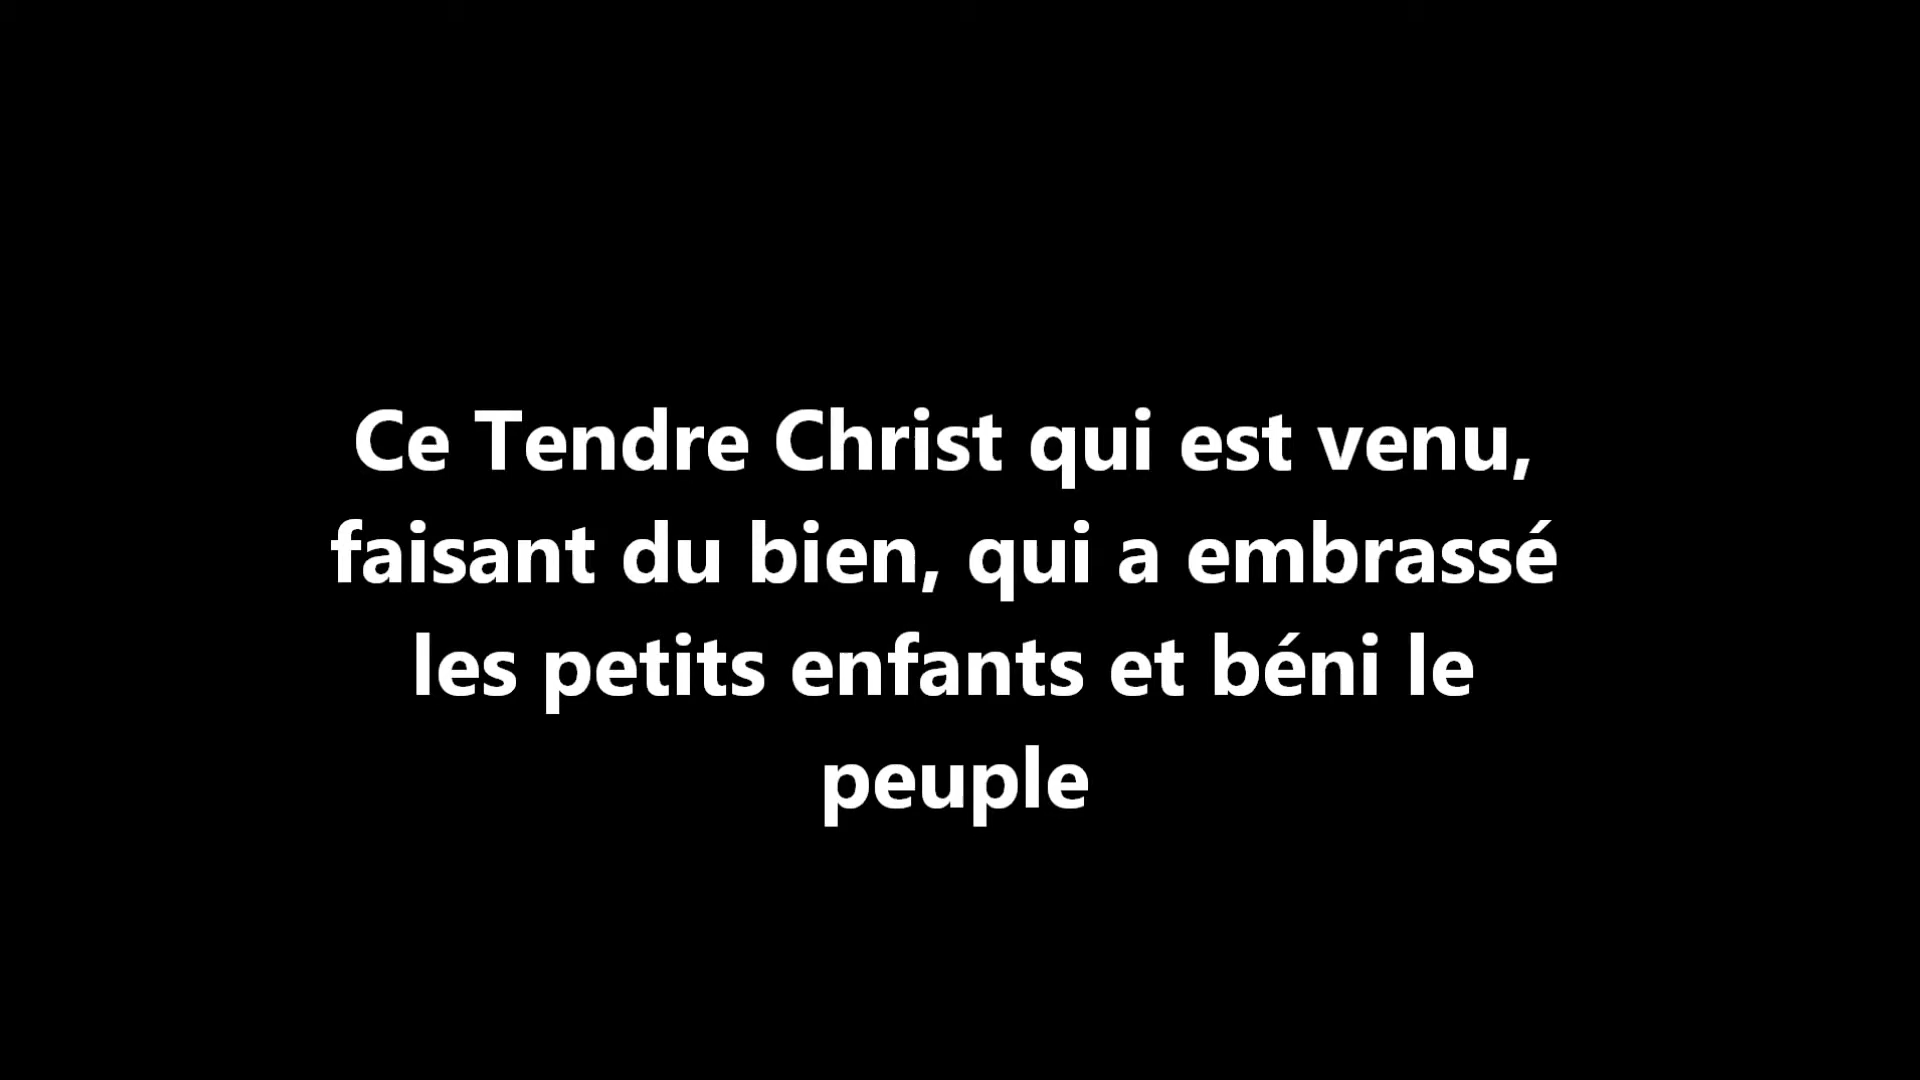 Ce Tendre Christ qui est venu,
faisant du bien, qui a embrassé
les petits enfants et béni le
peuple